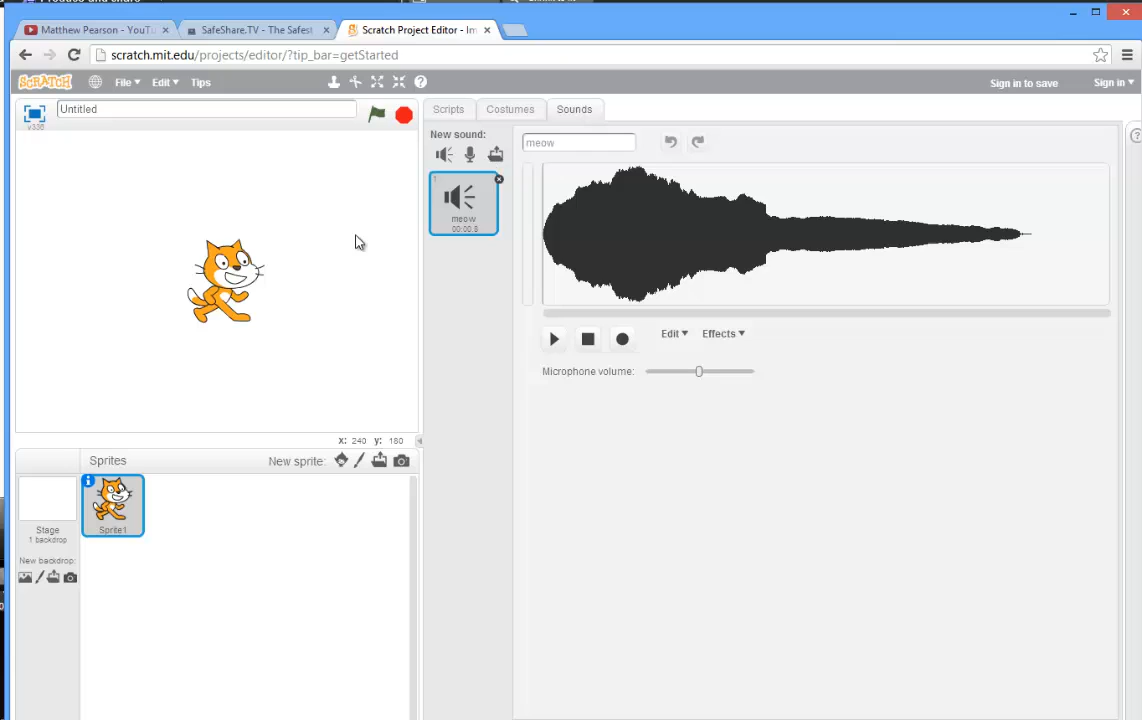 Matthew Pearson - YouTu
SafeShare.TV - The Safest
Scratch Project Editor - Im
scratch.mit.edu/projects/editor/?tip_bar=getStarted
SCRATCH
File
Edit
Tips
Sign in to save
Sign in
v336
Untitled
Scripts
Costumes
Sounds
New sound:
1
meow
00:00.8
meow
Edit
Effects
Microphone volume:
x: 240 y: 180
Sprites
New sprite:
Stage
1 backdrop
New backdrop:
Sprite1